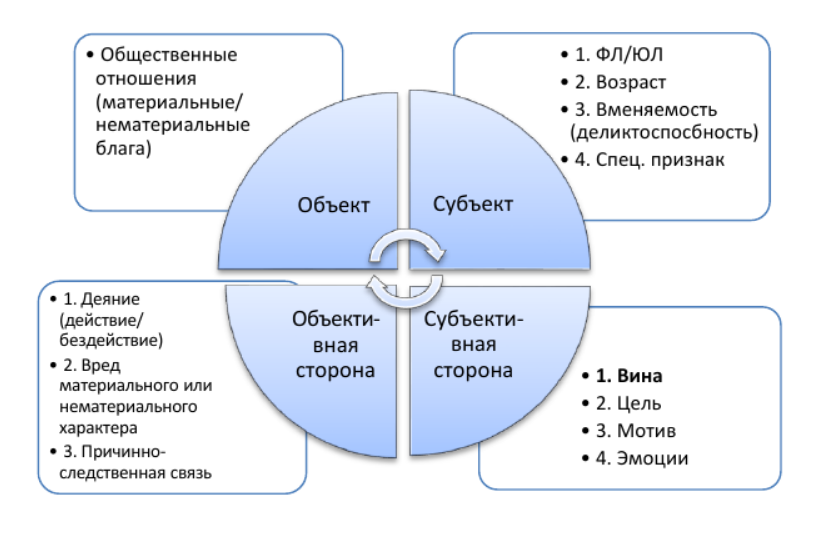 • Общественные
отношения
(материальные/
нематериальные
блага)
• 1. ФЛ/ЮЛ
• 2. Возраст
• 3. Вменяемость
(деликтоспосбность)
• 4. Спец. признак
Объект
Субъект
• 1. Деяние
(действие/
бездействие)
• 2. Вред
материального или
нематериального
характера
• 3. Причинно-
следственная связь
Объекти-
вная
сторона
Субъекти-
вная
сторона
• 1. Вина
• 2. Цель
• 3. Мотив
• 4. Эмоции